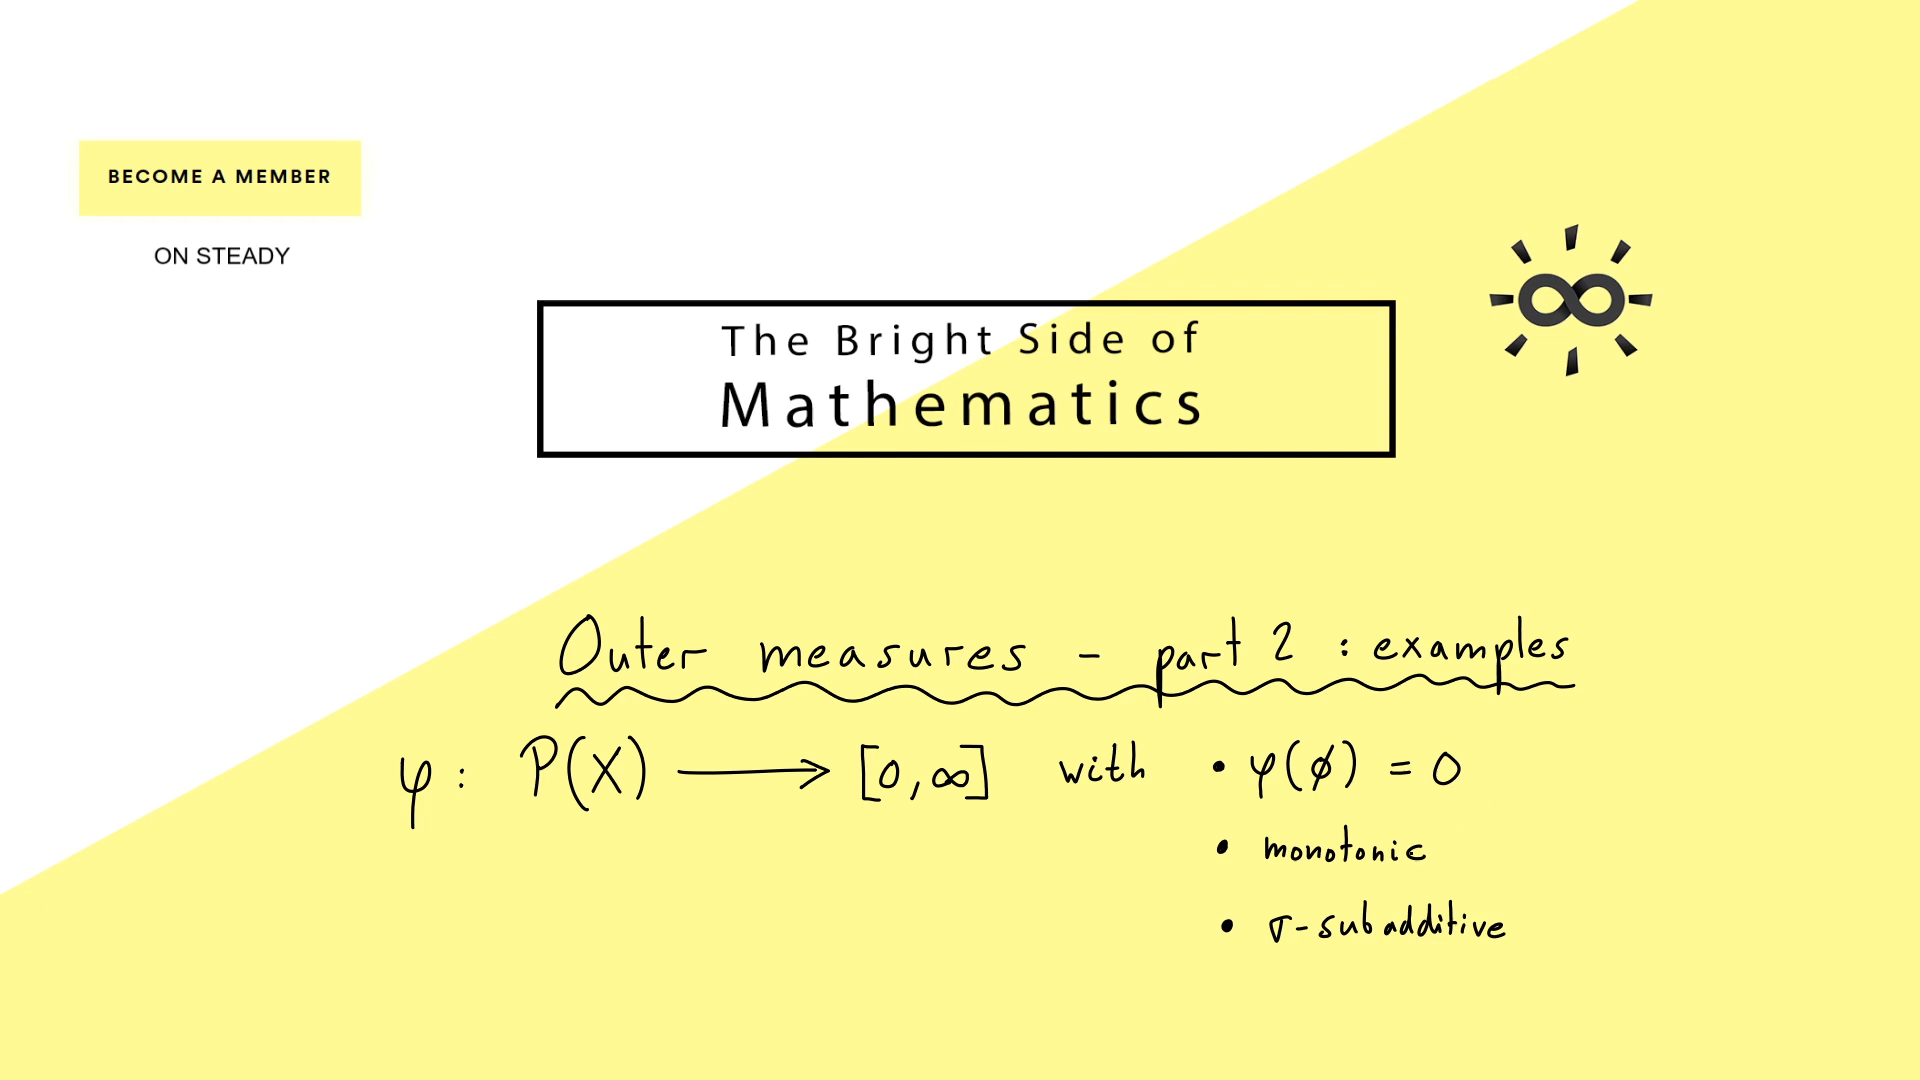 BECOME A MEMBER
ON STEADY
The Bright Side of
Mathematics
Outer measures - part 2 : examples
φ : P(X) ⟶ [0,∞] with • φ(∅) = 0
• monotonic
• σ-subadditive